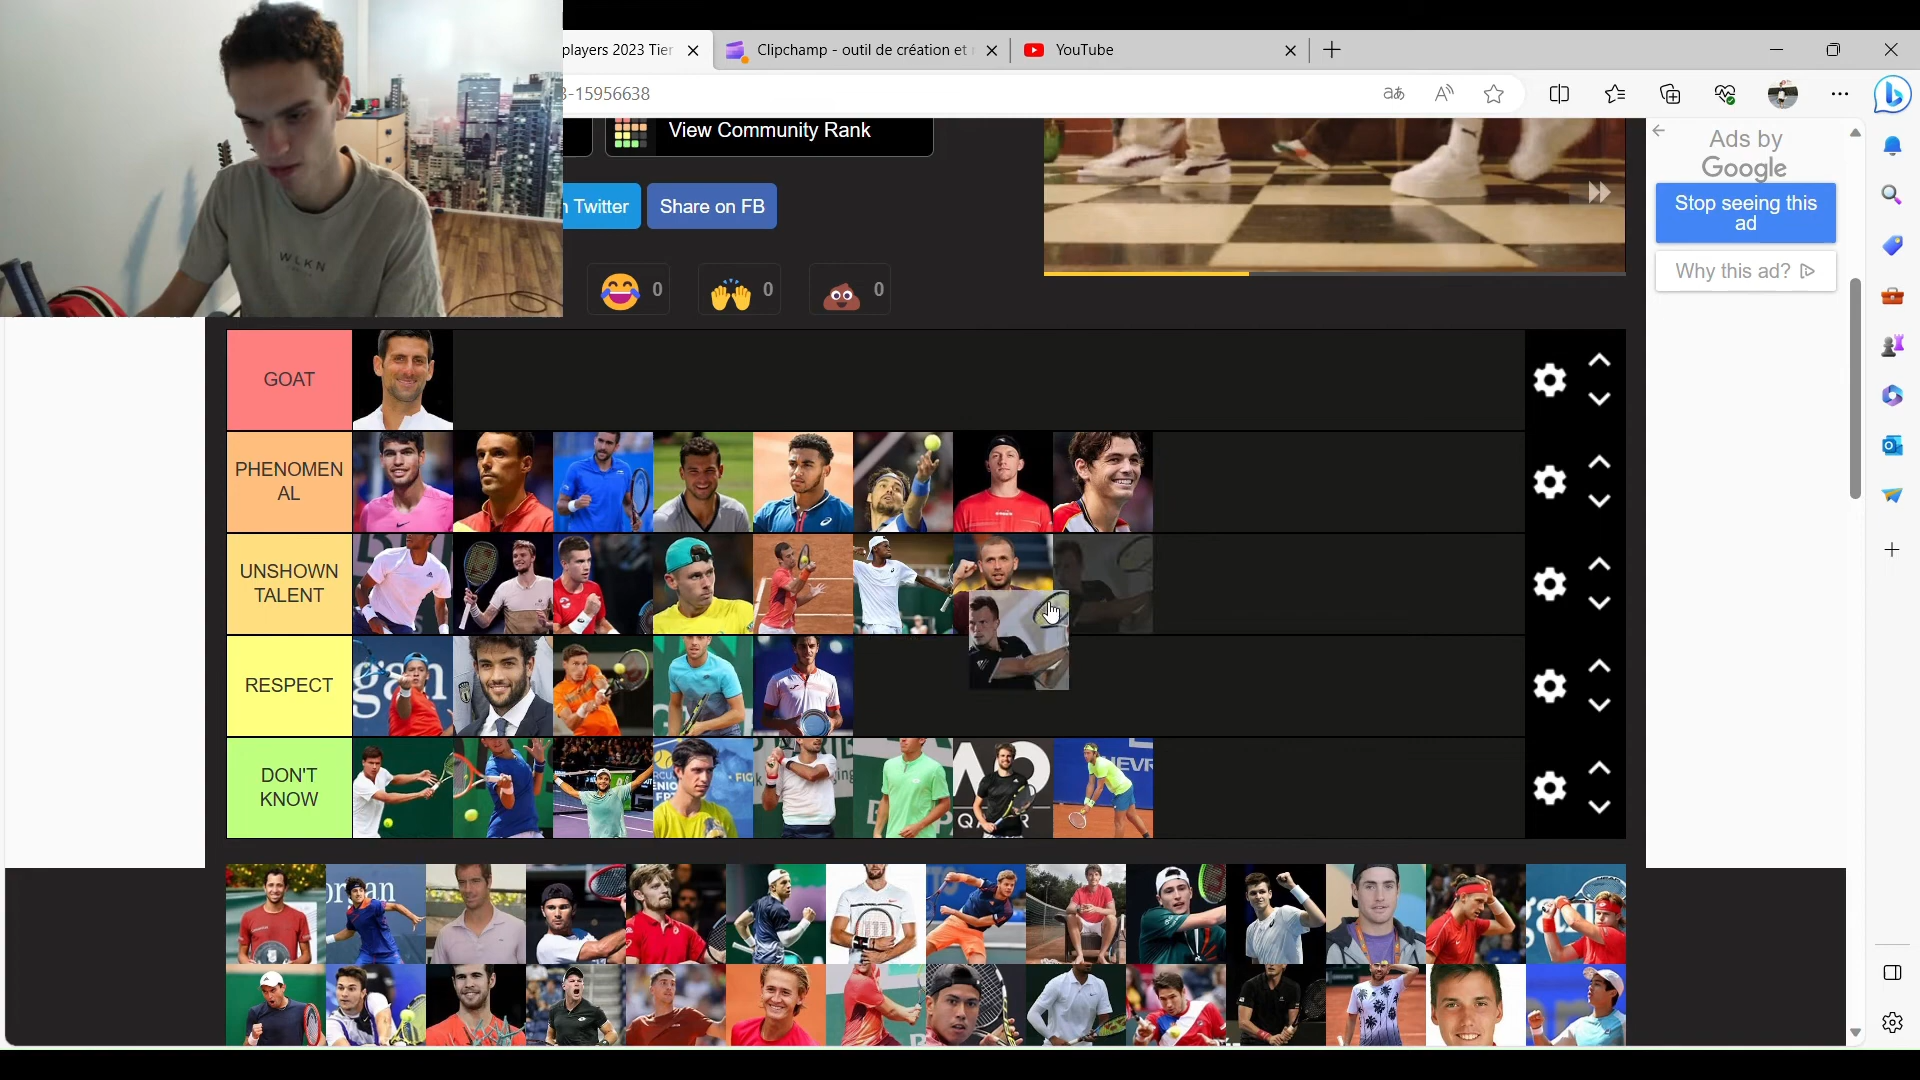 players 2023 Tier
Clipchamp - outil de création et
YouTube
3-15956638
View Community Rank
Twitter
Share on FB
0
0
0
Ads by
Google
Stop seeing this
ad
Why this ad?
WLKN
GOAT
PHENOMEN
AL
UNSHOWN
TALENT
RESPECT
DON'T
KNOW